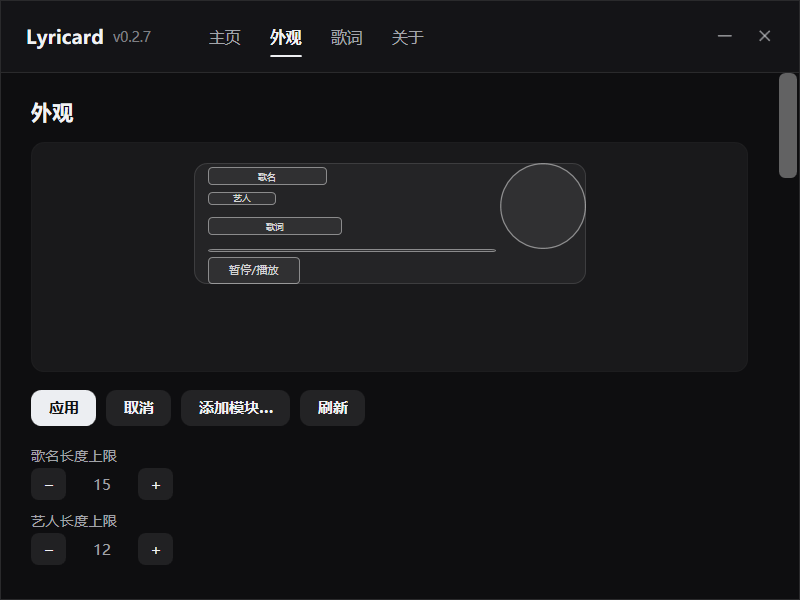 Lyricard v0.2.7 主页 外观 歌词 关于
外观
歌名
艺人
歌词
暂停/播放
应用 取消 添加模块... 刷新
歌名长度上限
– 15 +
艺人长度上限
– 12 +